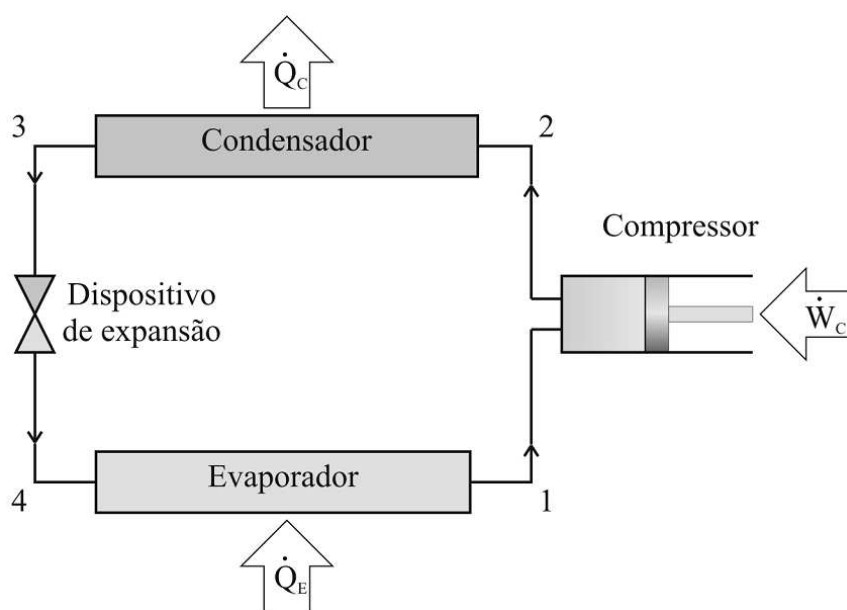 Q̇C
3
Condensador
2
Compressor
Dispositivo
de expansão
ẆC
4
Evaporador
1
Q̇E